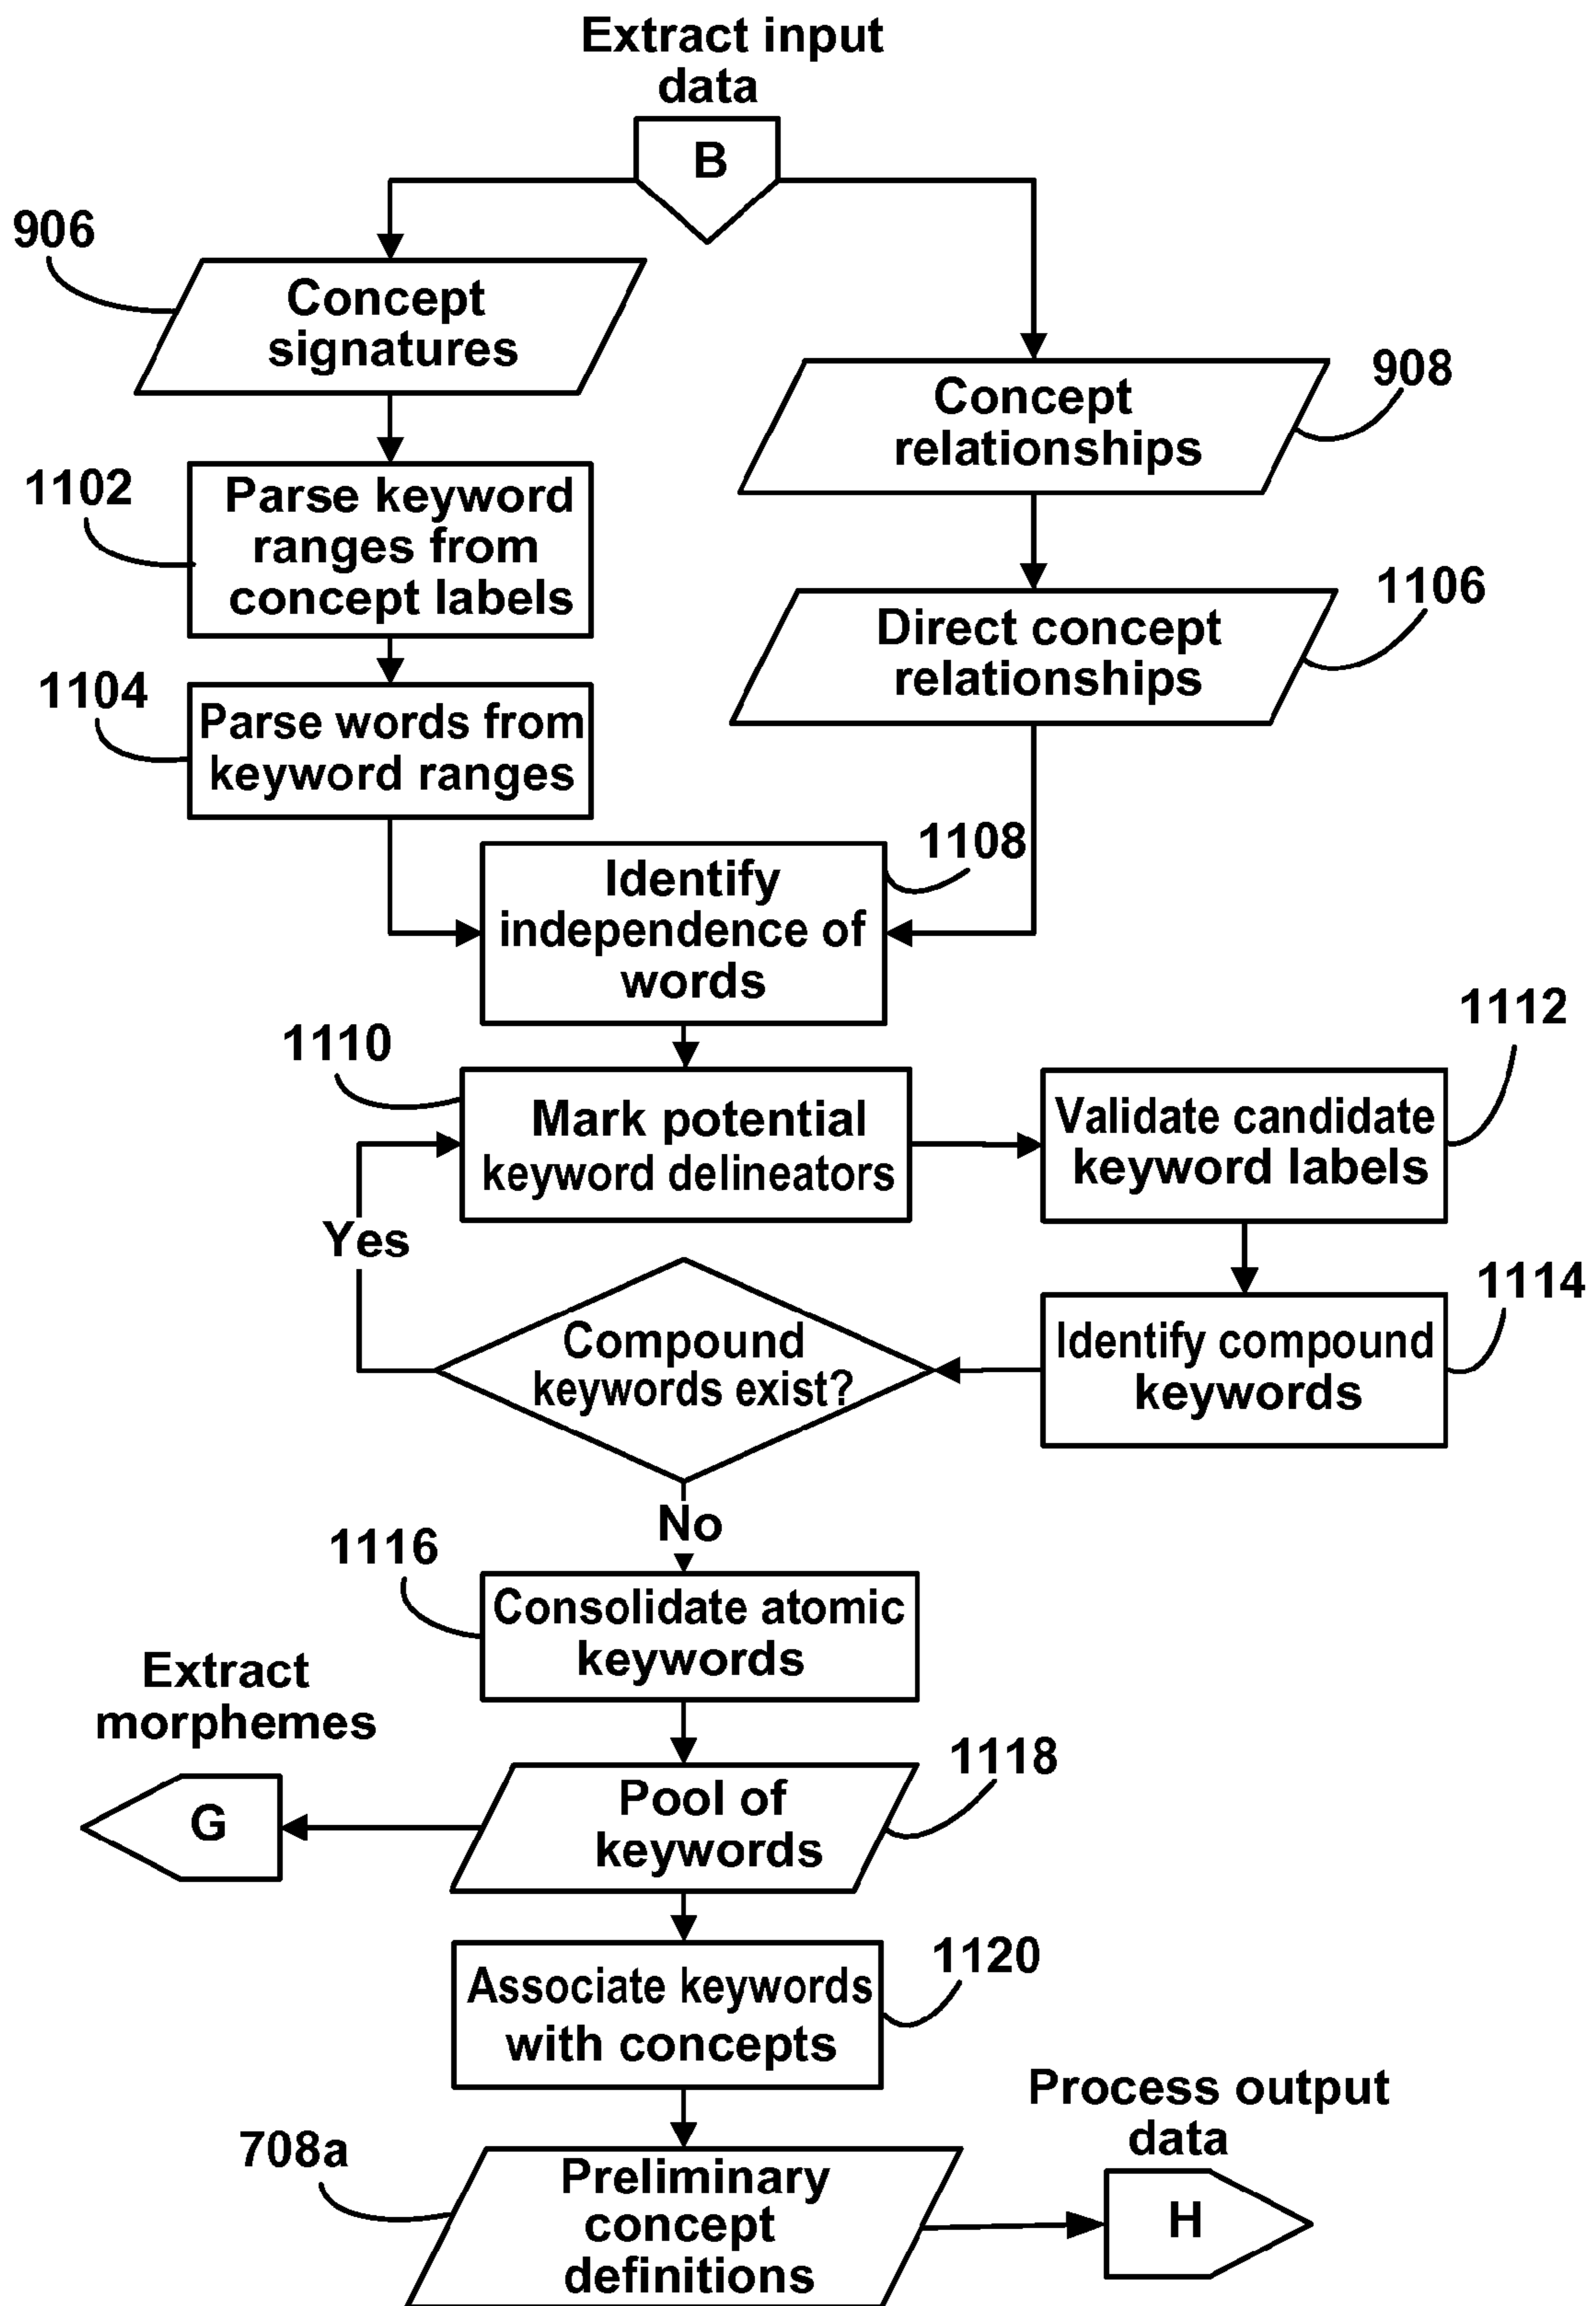 Extract input
data
B
906
Concept
signatures
908
Concept
relationships
1102
Parse keyword
ranges from
concept labels
1106
Direct concept
relationships
1104
Parse words from
keyword ranges
1108
Identify
independence of
words
1110
Mark potential
keyword delineators
1112
Validate candidate
keyword labels
Yes
Compound
keywords exist?
1114
Identify compound
keywords
No
1116
Consolidate atomic
keywords
Extract
morphemes
G
1118
Pool of
keywords
1120
Associate keywords
with concepts
708a
Preliminary
concept
definitions
Process output
data
H